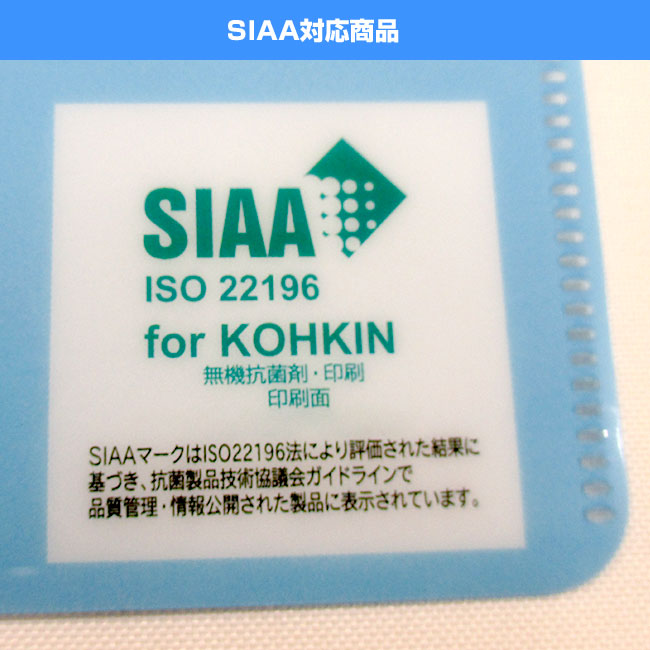 SIAA対応商品
SIAA
ISO 22196
for KOHKIN
無機抗菌剤・印刷
印刷面
SIAAマークはISO22196法により評価された結果に
基づき、抗菌製品技術協議会ガイドラインで
品質管理・情報公開された製品に表示されています。